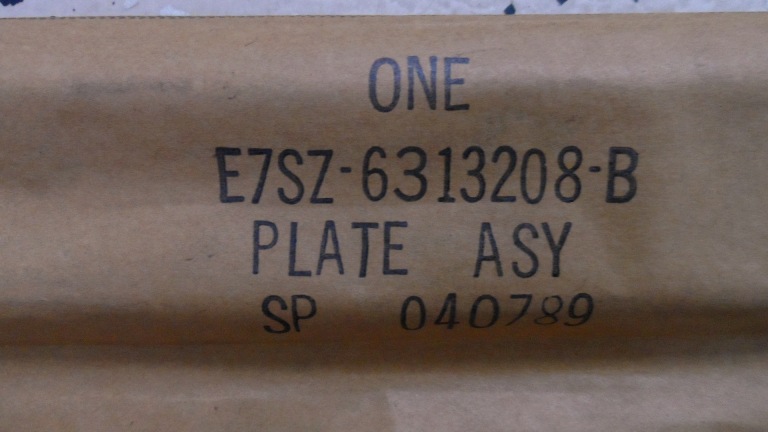 ONE
E7SZ-6313208-B
PLATE ASY
SP 040789